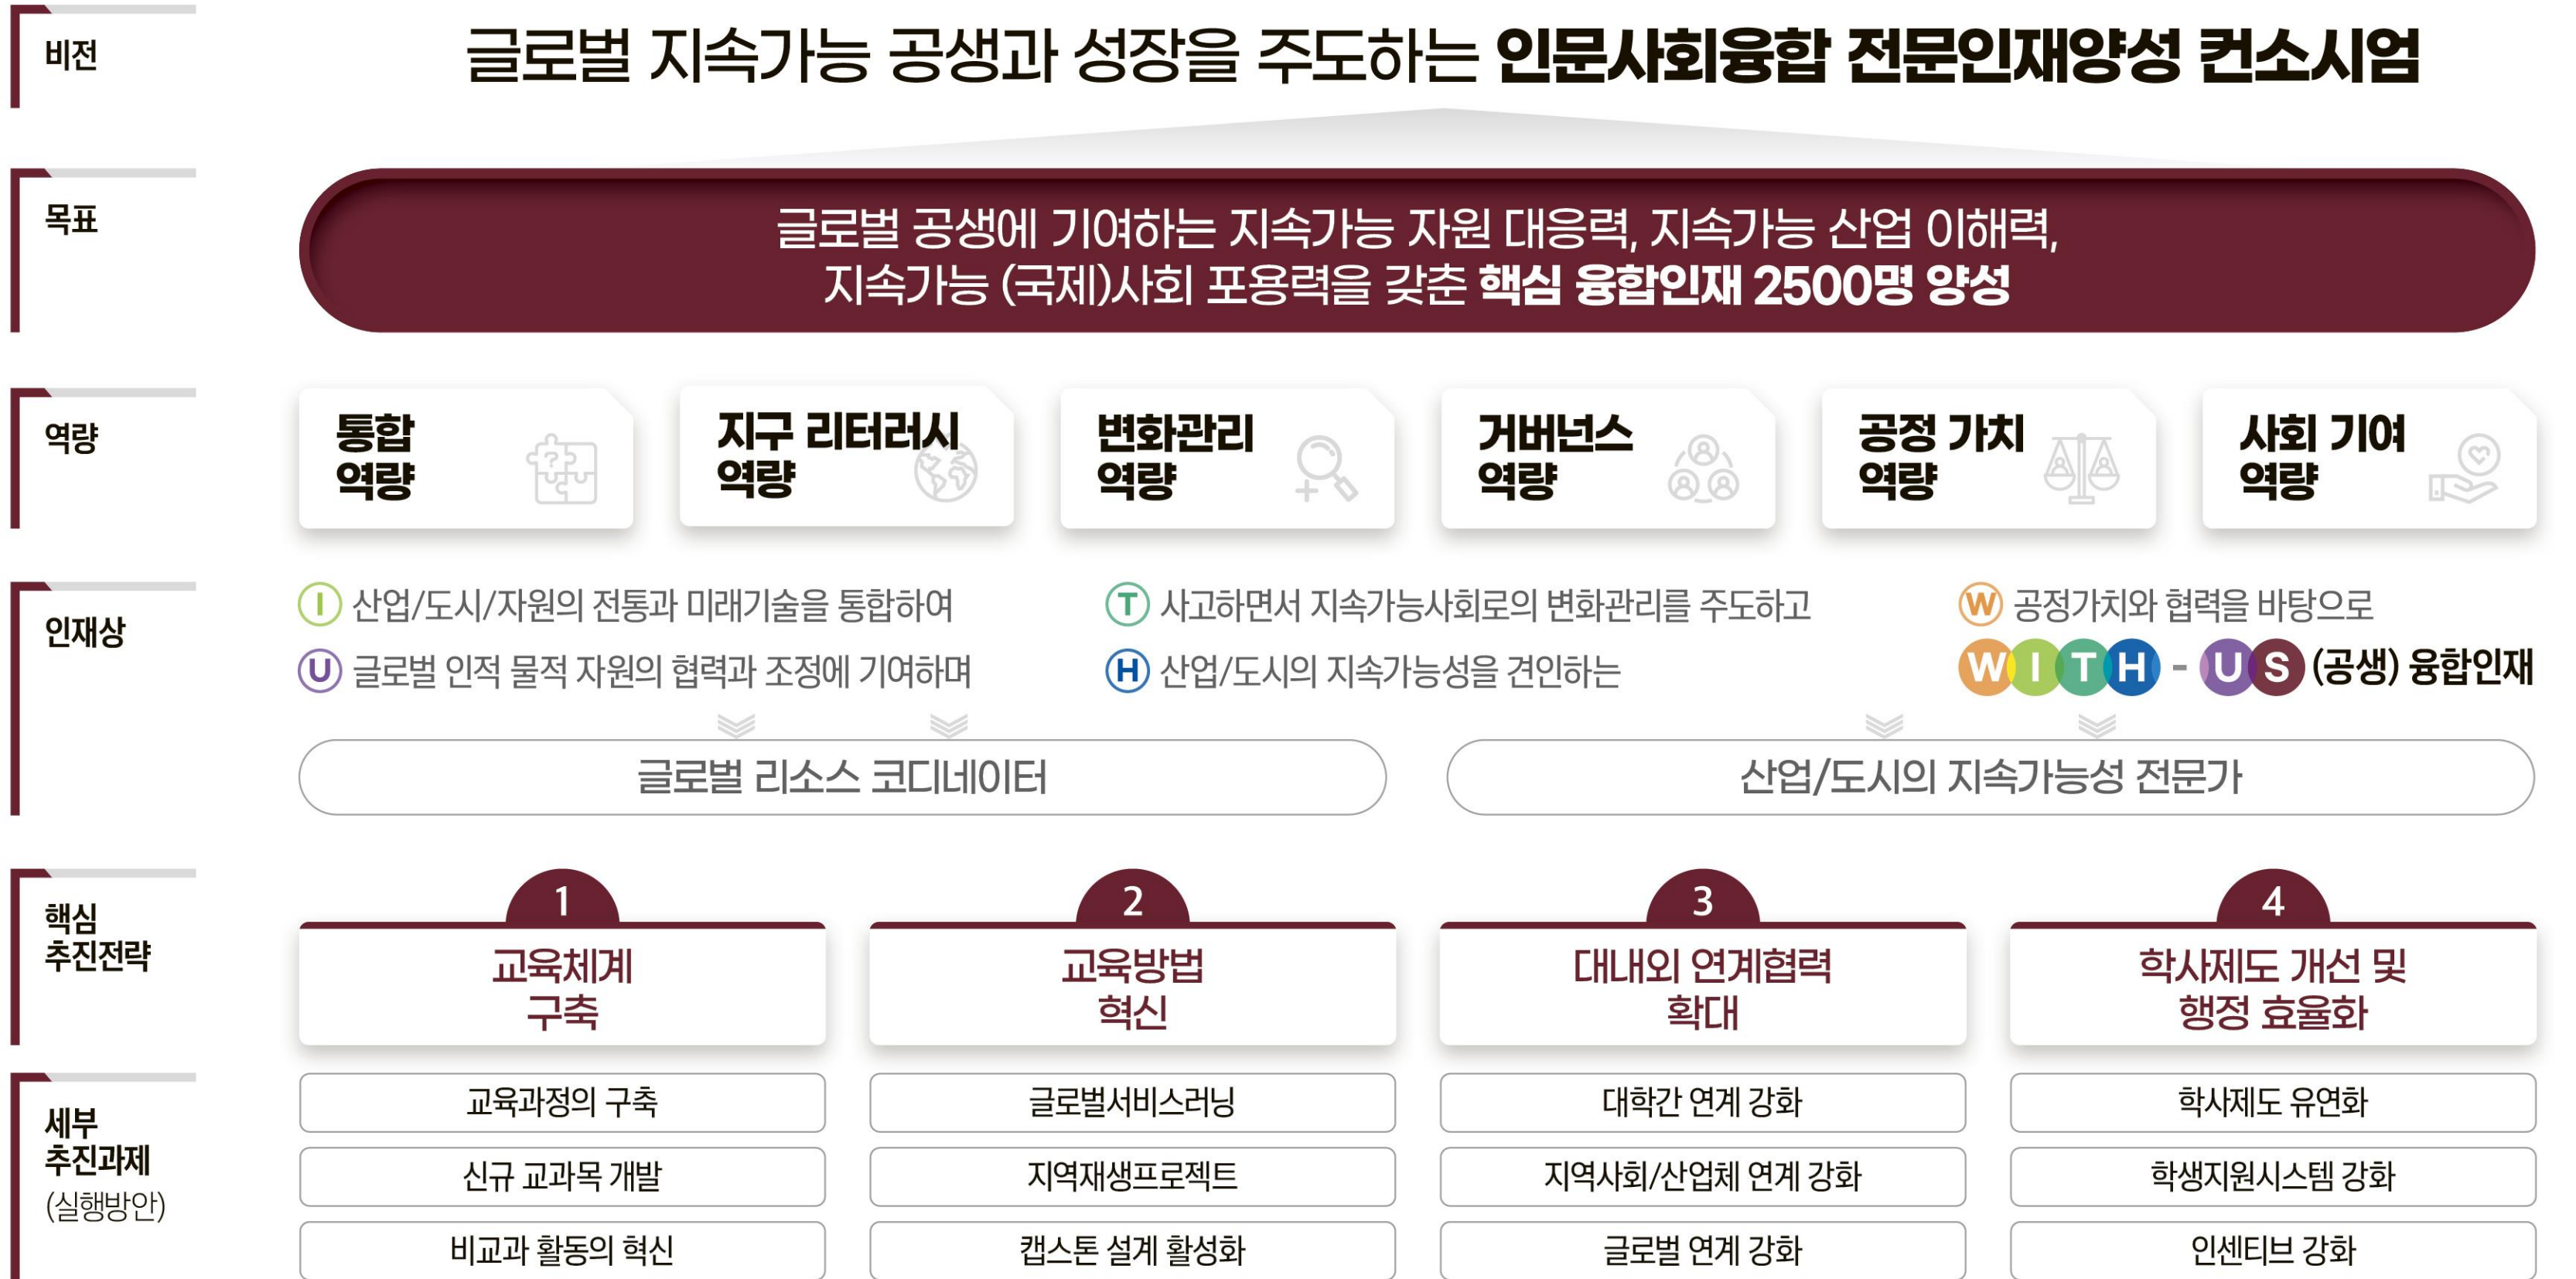 비전
글로벌 지속가능 공생과 성장을 주도하는 인문사회융합 전문인재양성 컨소시엄
목표
글로벌 공생에 기여하는 지속가능 자원 대응력, 지속가능 산업 이해력,
지속가능 (국제)사회 포용력을 갖춘 핵심 융합인재 2500명 양성
역량
통합
역량
지구 리터러시
역량
변화관리
역량
거버넌스
역량
공정 가치
역량
사회 기여
역량
인재상
I 산업/도시/자원의 전통과 미래기술을 통합하여
T 사고하면서 지속가능사회로의 변화관리를 주도하고
W 공정가치와 협력을 바탕으로
U 글로벌 인적 물적 자원의 협력과 조정에 기여하며
H 산업/도시의 지속가능성을 견인하는
WITH - US (공생) 융합인재
글로벌 리소스 코디네이터
산업/도시의 지속가능성 전문가
핵심
추진전략
1
교육체계
구축
2
교육방법
혁신
3
대내외 연계협력
확대
4
학사제도 개선 및
행정 효율화
세부
추진과제
(실행방안)
교육과정의 구축
글로벌서비스러닝
대학간 연계 강화
학사제도 유연화
신규 교과목 개발
지역재생프로젝트
지역사회/산업체 연계 강화
학생지원시스템 강화
비교과 활동의 혁신
캡스톤 설계 활성화
글로벌 연계 강화
인센티브 강화